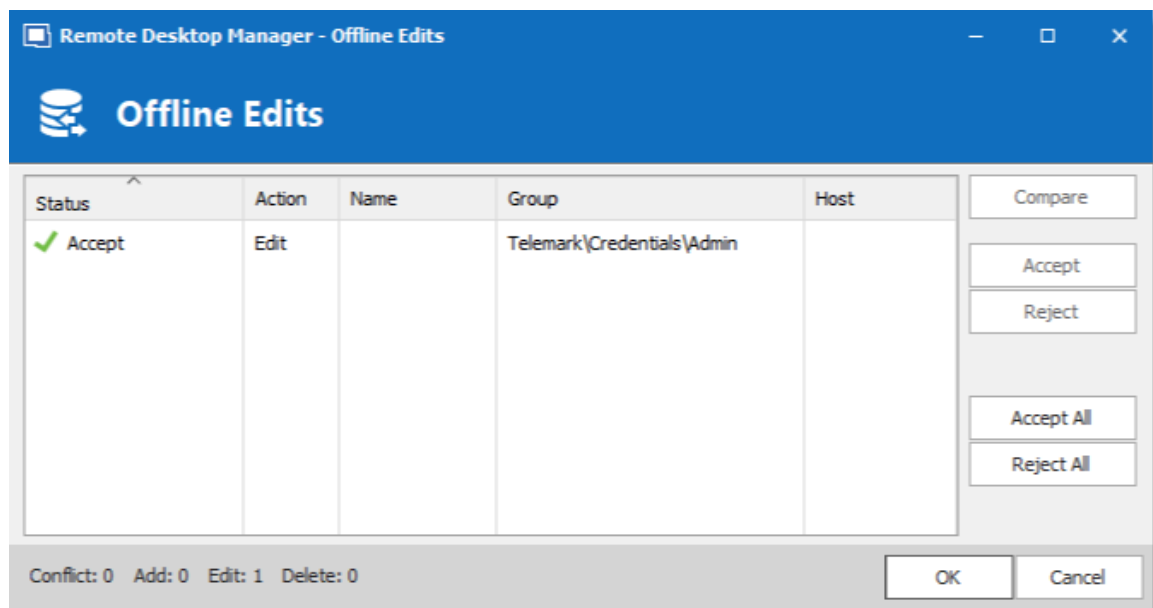 Remote Desktop Manager - Offline Edits
Offline Edits
Status Action Name Group Host
Accept Edit Telemark\Credentials\Admin
Compare
Accept
Reject
Accept All
Reject All
Conflict: 0 Add: 0 Edit: 1 Delete: 0
OK Cancel